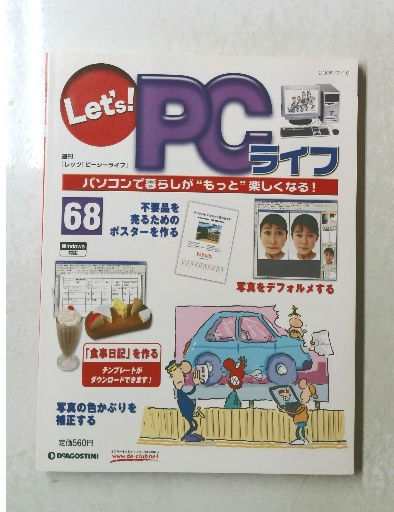 Let's!
PCライフ
週刊
「レッツ!ピーシーライフ」
パソコンで暮らしが“もっと”楽しくなる!
68
Windows
対応
不要品を
売るための
ポスターを作る
写真をデフォルメする
「食事日記」を作る
テンプレートが
ダウンロードできます!
写真の色かぶりを
補正する
定価560円
DeAGOSTINI
www.de-club.net